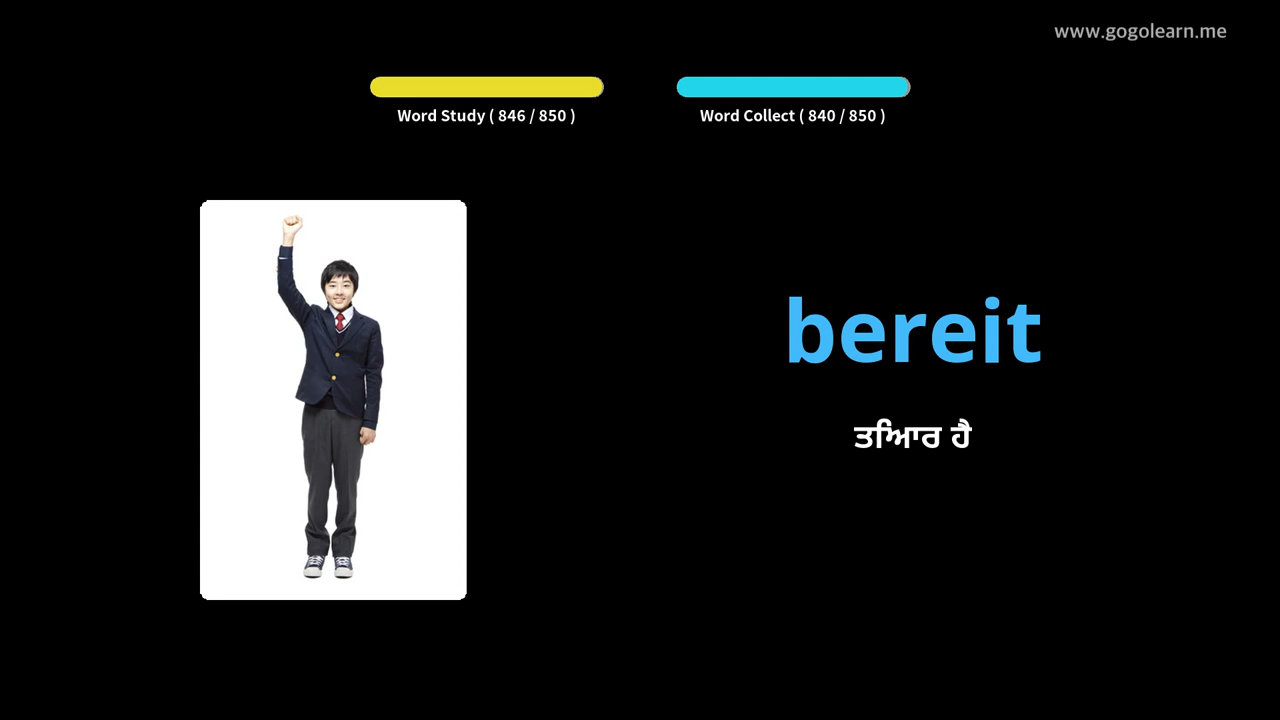 www.gogolearn.me
Word Study ( 846 / 850 )
Word Collect ( 840 / 850 )
bereit
ਤਿਆਰ ਹੈ